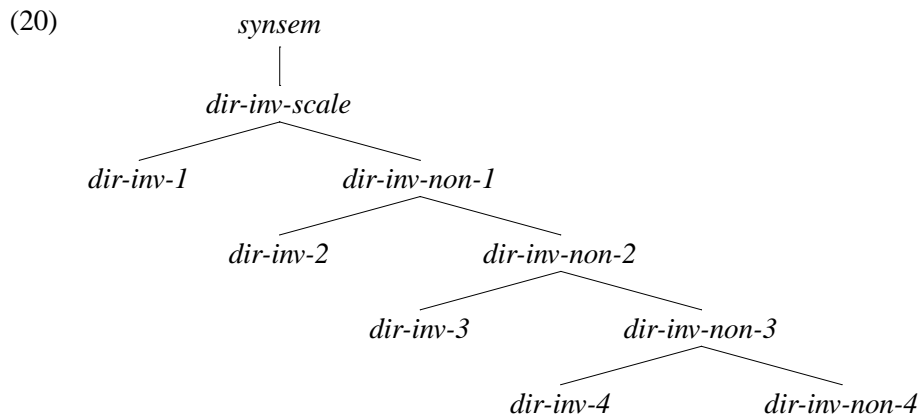 (20) synsem
dir-inv-scale
dir-inv-1 dir-inv-non-1
dir-inv-2 dir-inv-non-2
dir-inv-3 dir-inv-non-3
dir-inv-4 dir-inv-non-4